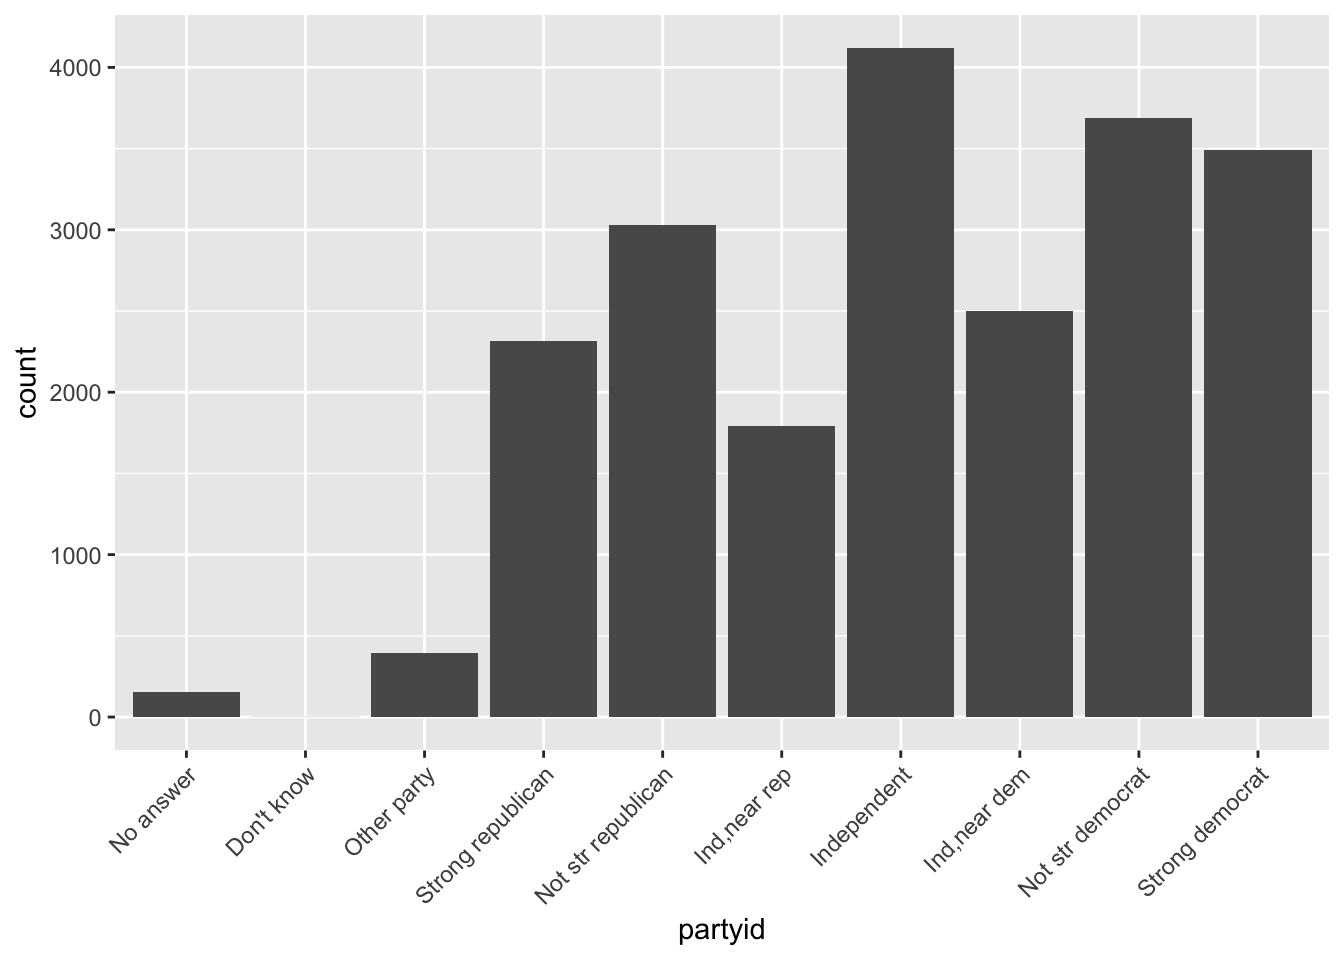 4000
3000
2000
1000
0
count
No answer
Don't know
Other party
Strong republican
Not str republican
Ind,near rep
Independent
Ind,near dem
Not str democrat
Strong democrat
partyid